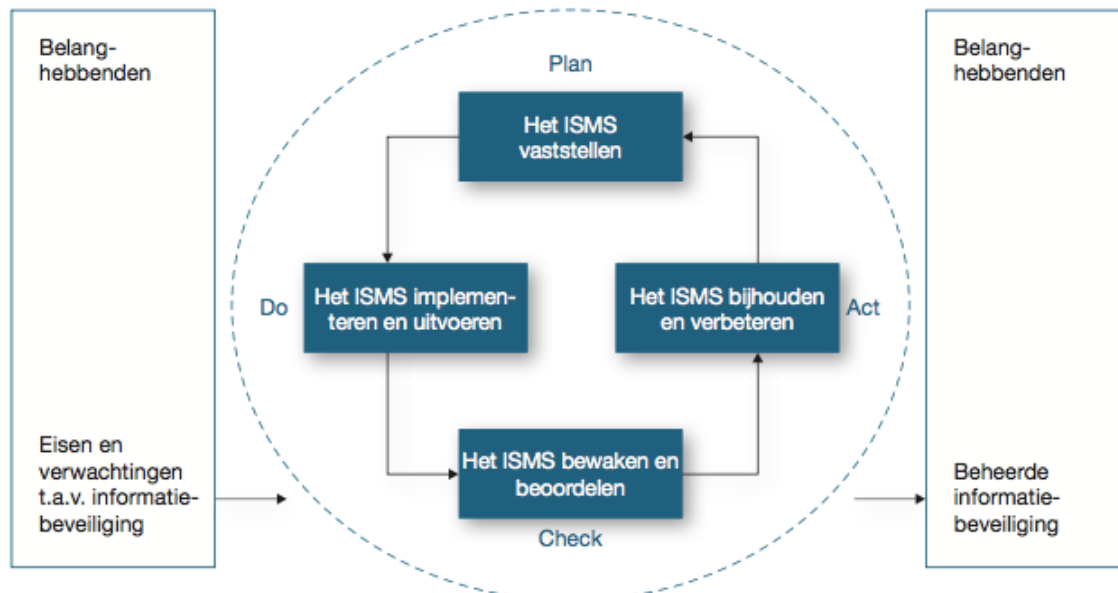 Belang-
hebbenden
Eisen en
verwachtingen
t.a.v. informatie-
beveiliging
Plan
Het ISMS
vaststellen
Do
Het ISMS implemen-
teren en uitvoeren
Het ISMS bijhouden
en verbeteren
Act
Het ISMS bewaken en
beoordelen
Check
Belang-
hebbenden
Beheerde
informatie-
beveiliging